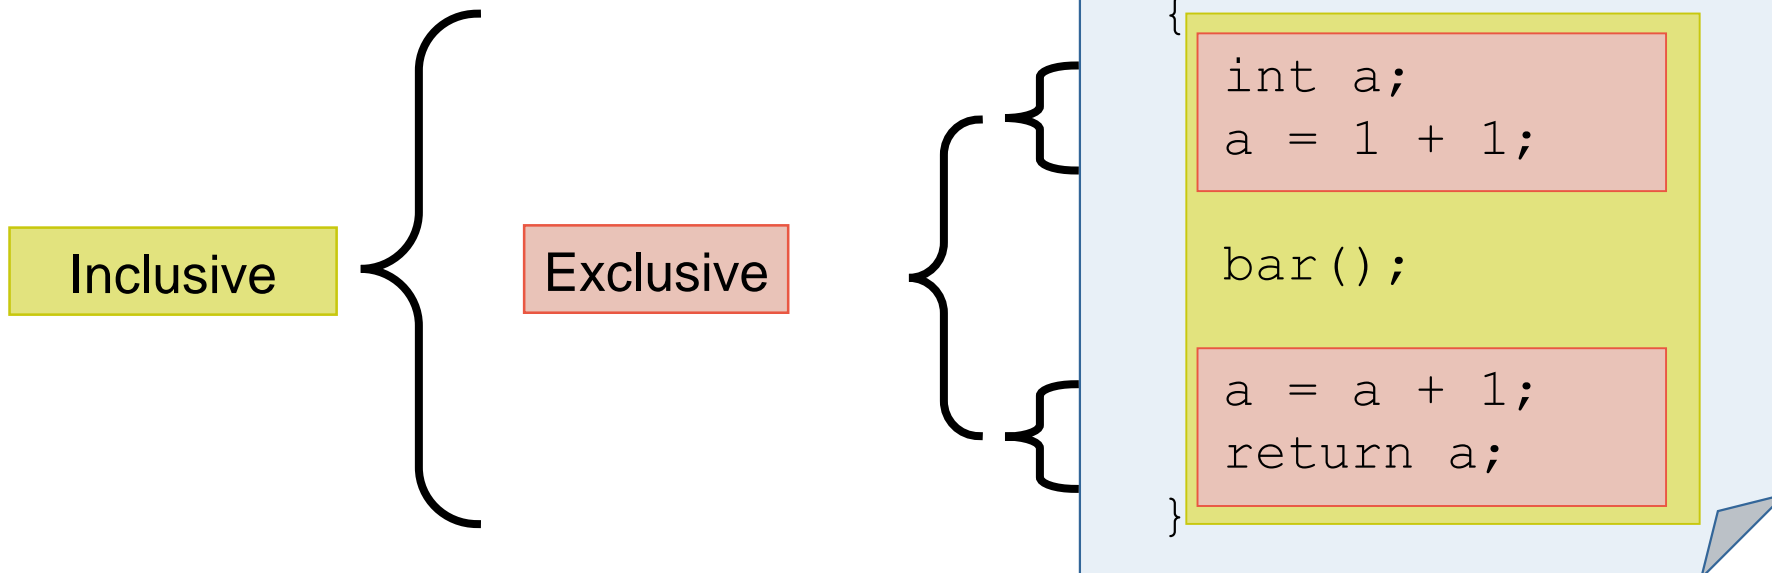 Inclusive
Exclusive
{
int a;
a = 1 + 1;
bar();
a = a + 1;
return a;
}